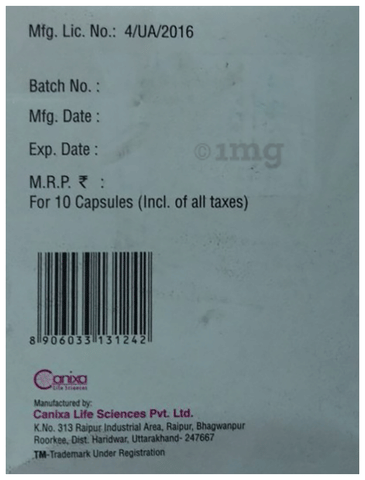 Mfg. Lic. No.: 4/UA/2016
Batch No. :
Mfg. Date :
Exp. Date :
©1mg
M.R.P. ₹ :
For 10 Capsules (Incl. of all taxes)
8 906033 131242
Canixa
Life Sciences
Manufactured by:
Canixa Life Sciences Pvt. Ltd.
K.No. 313 Raipur Industrial Area, Raipur, Bhagwanpur
Roorkee, Dist. Haridwar, Uttarakhand- 247667
TM-Trademark Under Registration